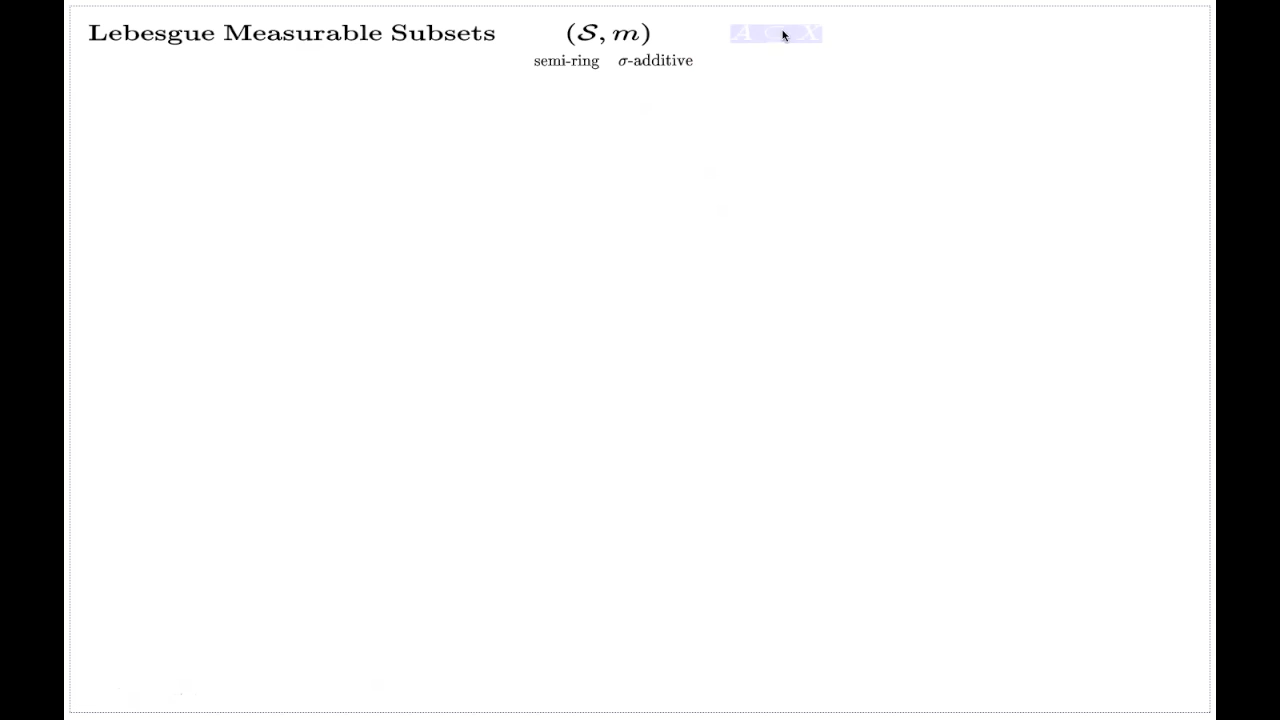 Lebesgue Measurable Subsets (𝒮, m) A ⊂ X
semi-ring σ-additive